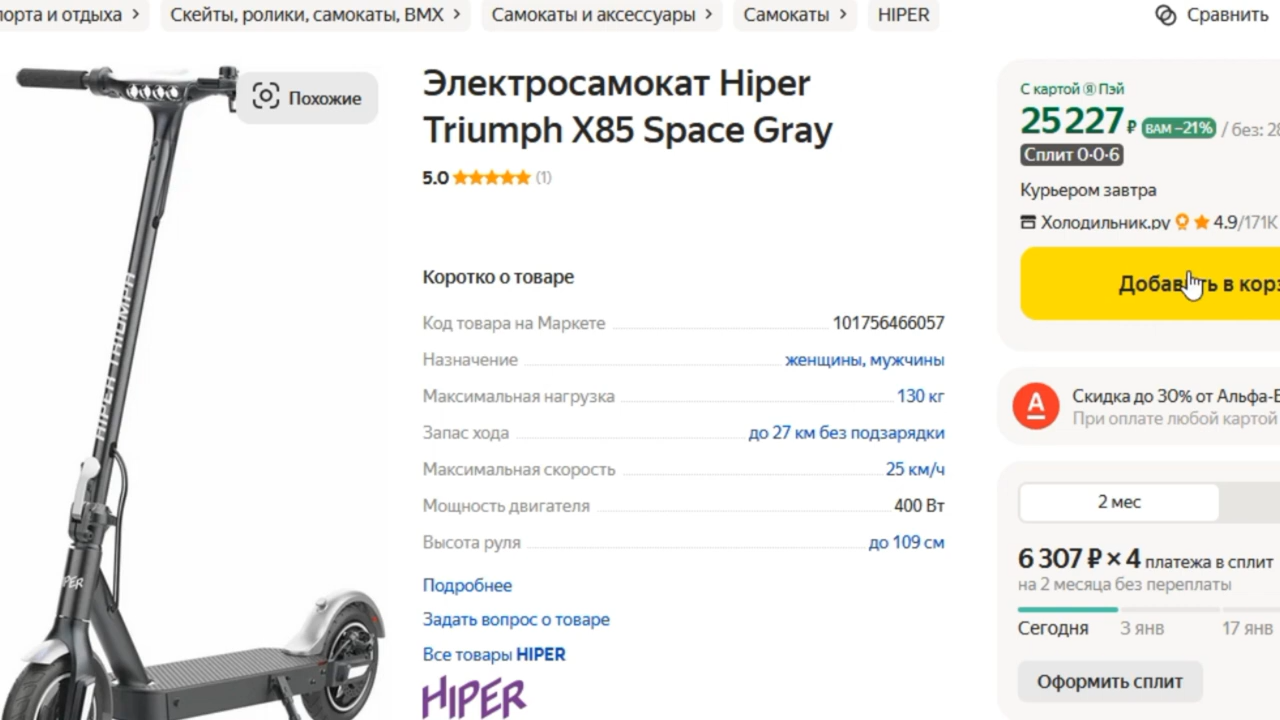 порта и отдыха
Скейты, ролики, самокаты, BMX
Самокаты и аксессуары
Самокаты
HIPER
Сравнить
Похожие
HIPER TRIUMPH
Электросамокат Hiper
Triumph X85 Space Gray
5.0 (1)
Коротко о товаре
Код товара на Маркете 101756466057
Назначение женщины, мужчины
Максимальная нагрузка 130 кг
Запас хода до 27 км без подзарядки
Максимальная скорость 25 км/ч
Мощность двигателя 400 Вт
Высота руля до 109 см
Подробнее
Задать вопрос о товаре
Все товары HIPER
HIPER
С картой Я Пэй
25 227 ₽ ВАМ −21% / без: 28
Сплит 0-0-6
Курьером завтра
Холодильник.ру 4.9/171K
Добавить в корз
А
Скидка до 30% от Альфа-Б
При оплате любой картой
2 мес
6 307 ₽ × 4 платежа в сплит
на 2 месяца без переплаты
Сегодня 3 янв 17 янв
Оформить сплит